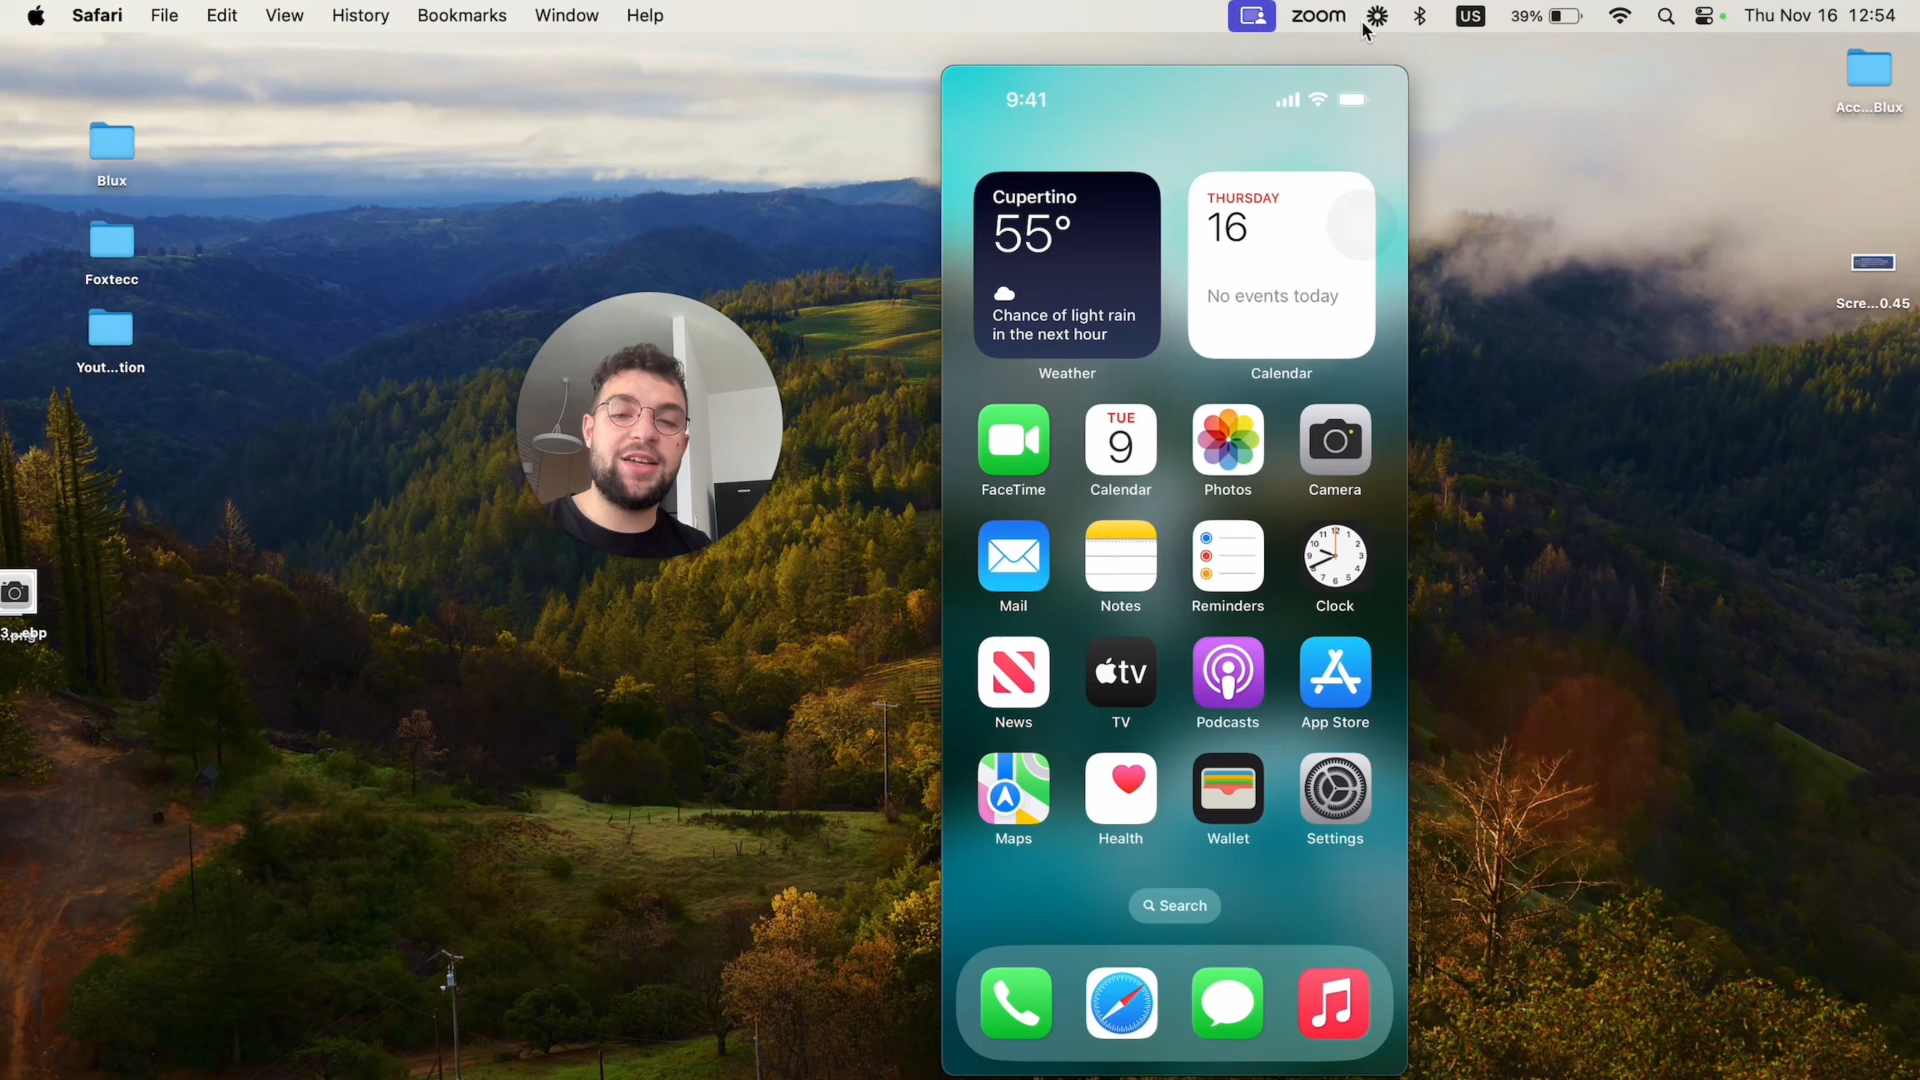 Safari File Edit View History Bookmarks Window Help
zoom US 39% Thu Nov 16 12:54
Blux
Foxtecc
Yout...tion
Acc...Blux
Scre...0.45
9:41
Cupertino
55°
Chance of light rain
in the next hour
Weather
THURSDAY
16
No events today
Calendar
FaceTime
TUE
9
Calendar
Photos
Camera
Mail
Notes
Reminders
Clock
News
tv
TV
Podcasts
App Store
Maps
Health
Wallet
Settings
Search